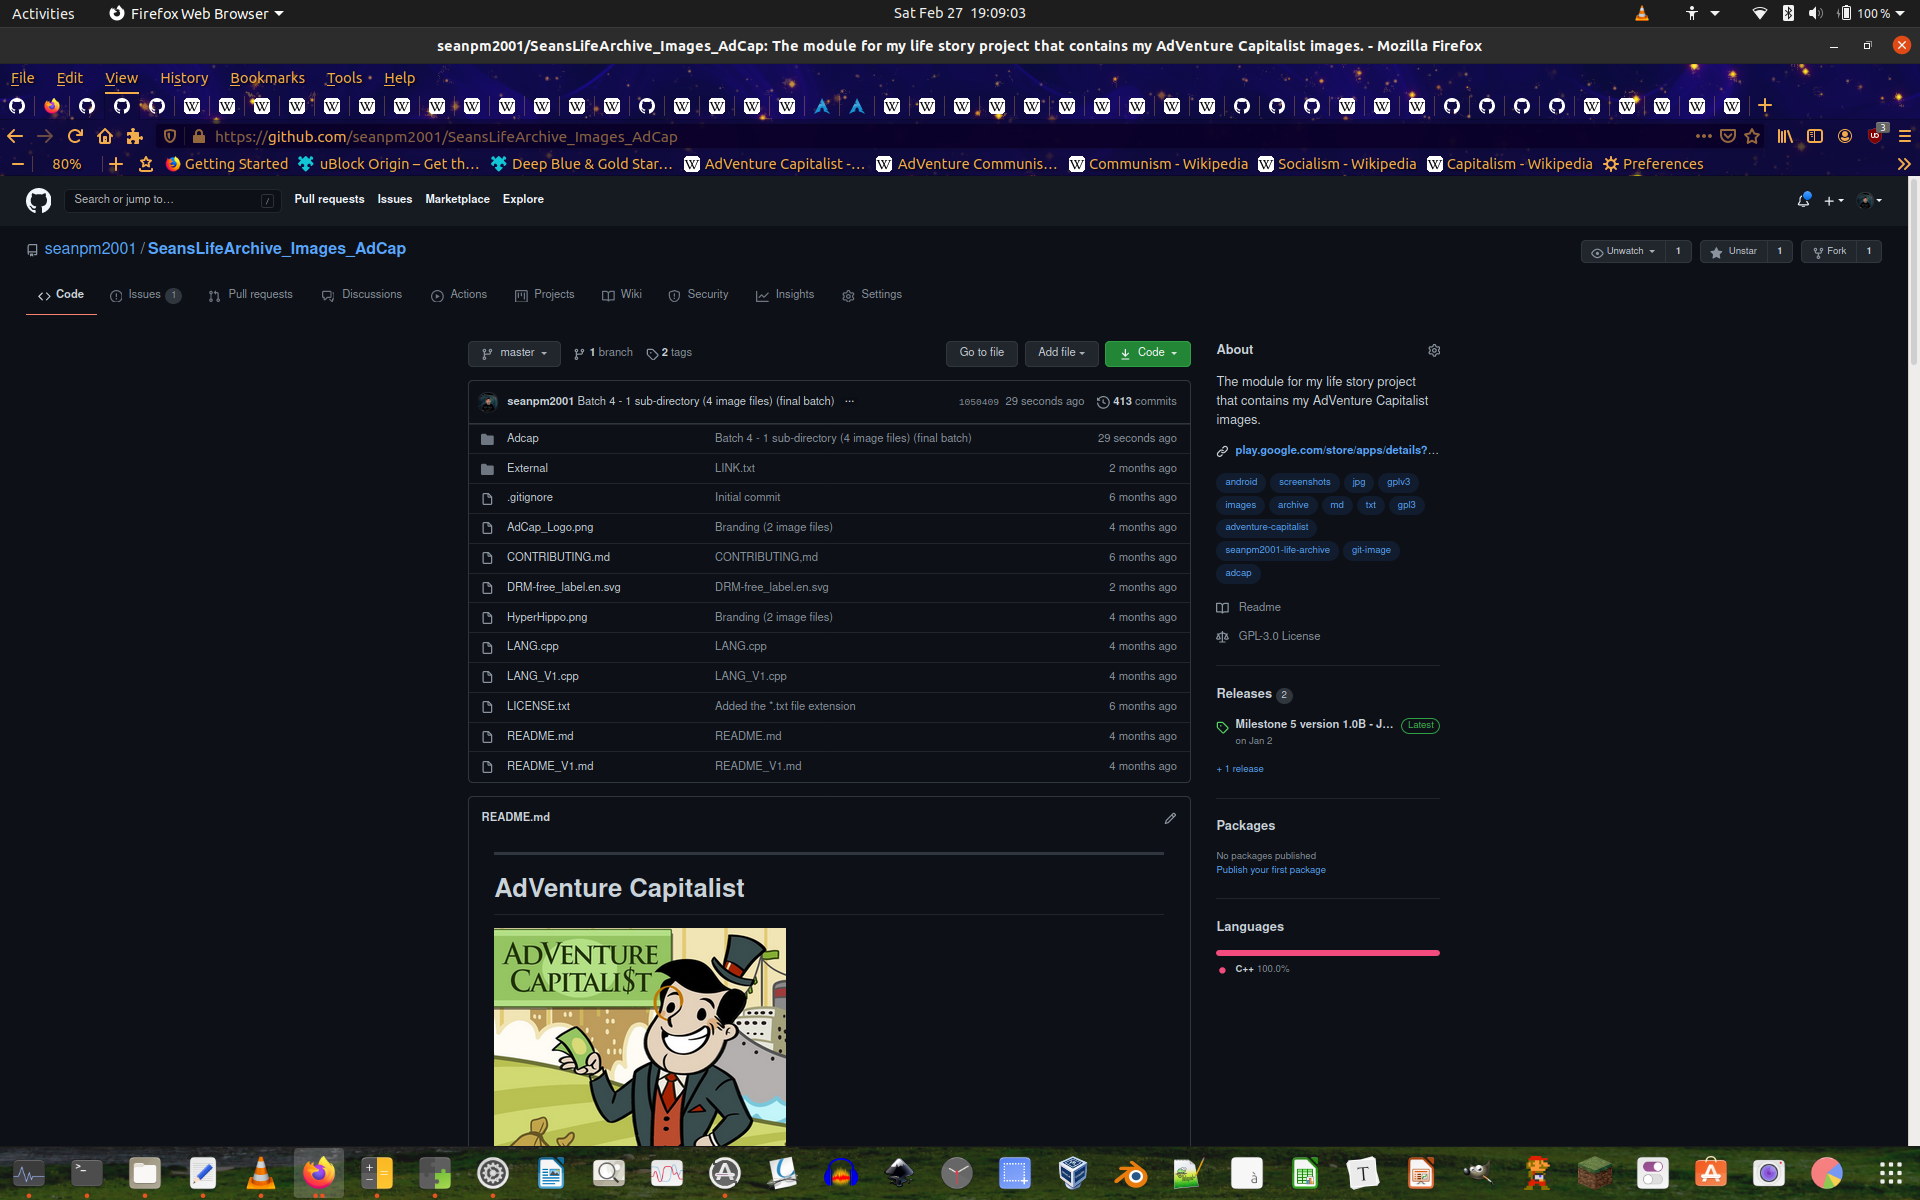 Activities Firefox Web Browser Sat Feb 27 19:09:03 100 %
seanpm2001/SeansLifeArchive_Images_AdCap: The module for my life story project that contains my AdVenture Capitalist images. - Mozilla Firefox
File Edit View History Bookmarks Tools Help
https://github.com/seanpm2001/SeansLifeArchive_Images_AdCap 3
80% Getting Started uBlock Origin – Get th… Deep Blue & Gold Star… AdVenture Capitalist -… AdVenture Communis… Communism - Wikipedia Socialism - Wikipedia Capitalism - Wikipedia Preferences
Search or jump to… / Pull requests Issues Marketplace Explore
seanpm2001 / SeansLifeArchive_Images_AdCap Unwatch 1 Unstar 1 Fork 1
Code Issues 1 Pull requests Discussions Actions Projects Wiki Security Insights Settings
master 1 branch 2 tags Go to file Add file Code
seanpm2001 Batch 4 - 1 sub-directory (4 image files) (final batch) ... 1050409 29 seconds ago 413 commits
Adcap Batch 4 - 1 sub-directory (4 image files) (final batch) 29 seconds ago
External LINK.txt 2 months ago
.gitignore Initial commit 6 months ago
AdCap_Logo.png Branding (2 image files) 4 months ago
CONTRIBUTING.md CONTRIBUTING,md 6 months ago
DRM-free_label.en.svg DRM-free_label.en.svg 2 months ago
HyperHippo.png Branding (2 image files) 4 months ago
LANG.cpp LANG.cpp 4 months ago
LANG_V1.cpp LANG_V1.cpp 4 months ago
LICENSE.txt Added the *.txt file extension 6 months ago
README.md README.md 4 months ago
README_V1.md README_V1.md 4 months ago
README.md
AdVenture Capitalist
ADVENTURE
CAPITALI$T
About
The module for my life story project
that contains my AdVenture Capitalist
images.
play.google.com/store/apps/details?…
android screenshots jpg gplv3
images archive md txt gpl3
adventure-capitalist
seanpm2001-life-archive git-image
adcap
Readme
GPL-3.0 License
Releases 2
Milestone 5 version 1.0B - J… Latest
on Jan 2
+ 1 release
Packages
No packages published
Publish your first package
Languages
C++ 100.0%